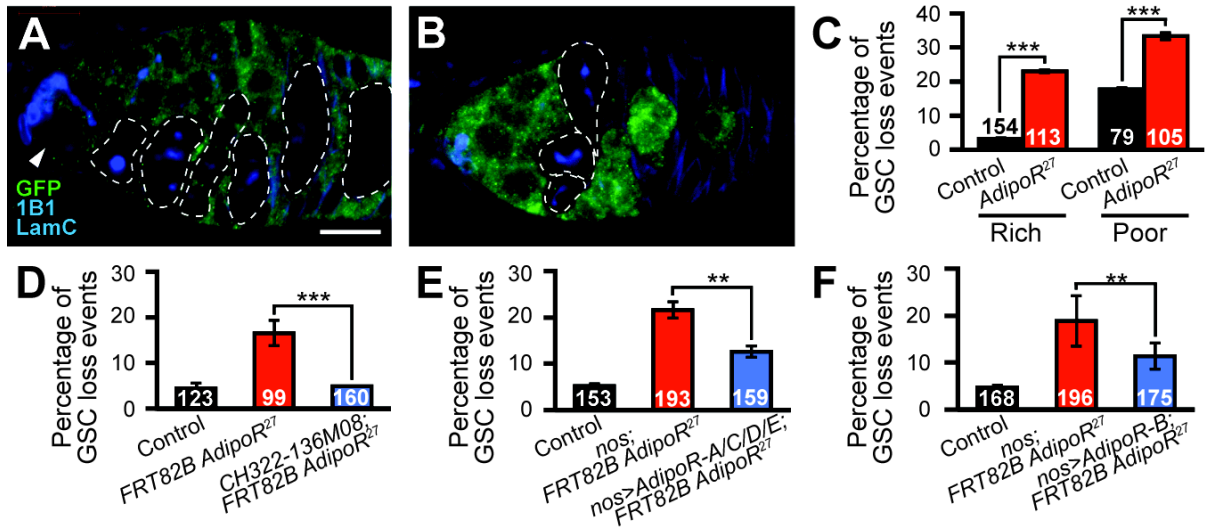 A
GFP
1B1
LamC
B
C
Percentage of
GSC loss events
40
30
20
10
0
***
***
154
113
79
105
Control
AdipoR²⁷
Control
AdipoR²⁷
Rich
Poor
D
Percentage of
GSC loss events
30
20
10
0
***
123
99
160
Control
FRT82B AdipoR²⁷
CH322-136M08;
FRT82B AdipoR²⁷
E
Percentage of
GSC loss events
30
20
10
0
**
153
193
159
Control
nos;
FRT82B AdipoR²⁷
nos>AdipoR-A/C/D/E;
FRT82B AdipoR²⁷
F
Percentage of
GSC loss events
30
20
10
0
**
168
196
175
Control
nos;
FRT82B AdipoR²⁷
nos>AdipoR-B;
FRT82B AdipoR²⁷